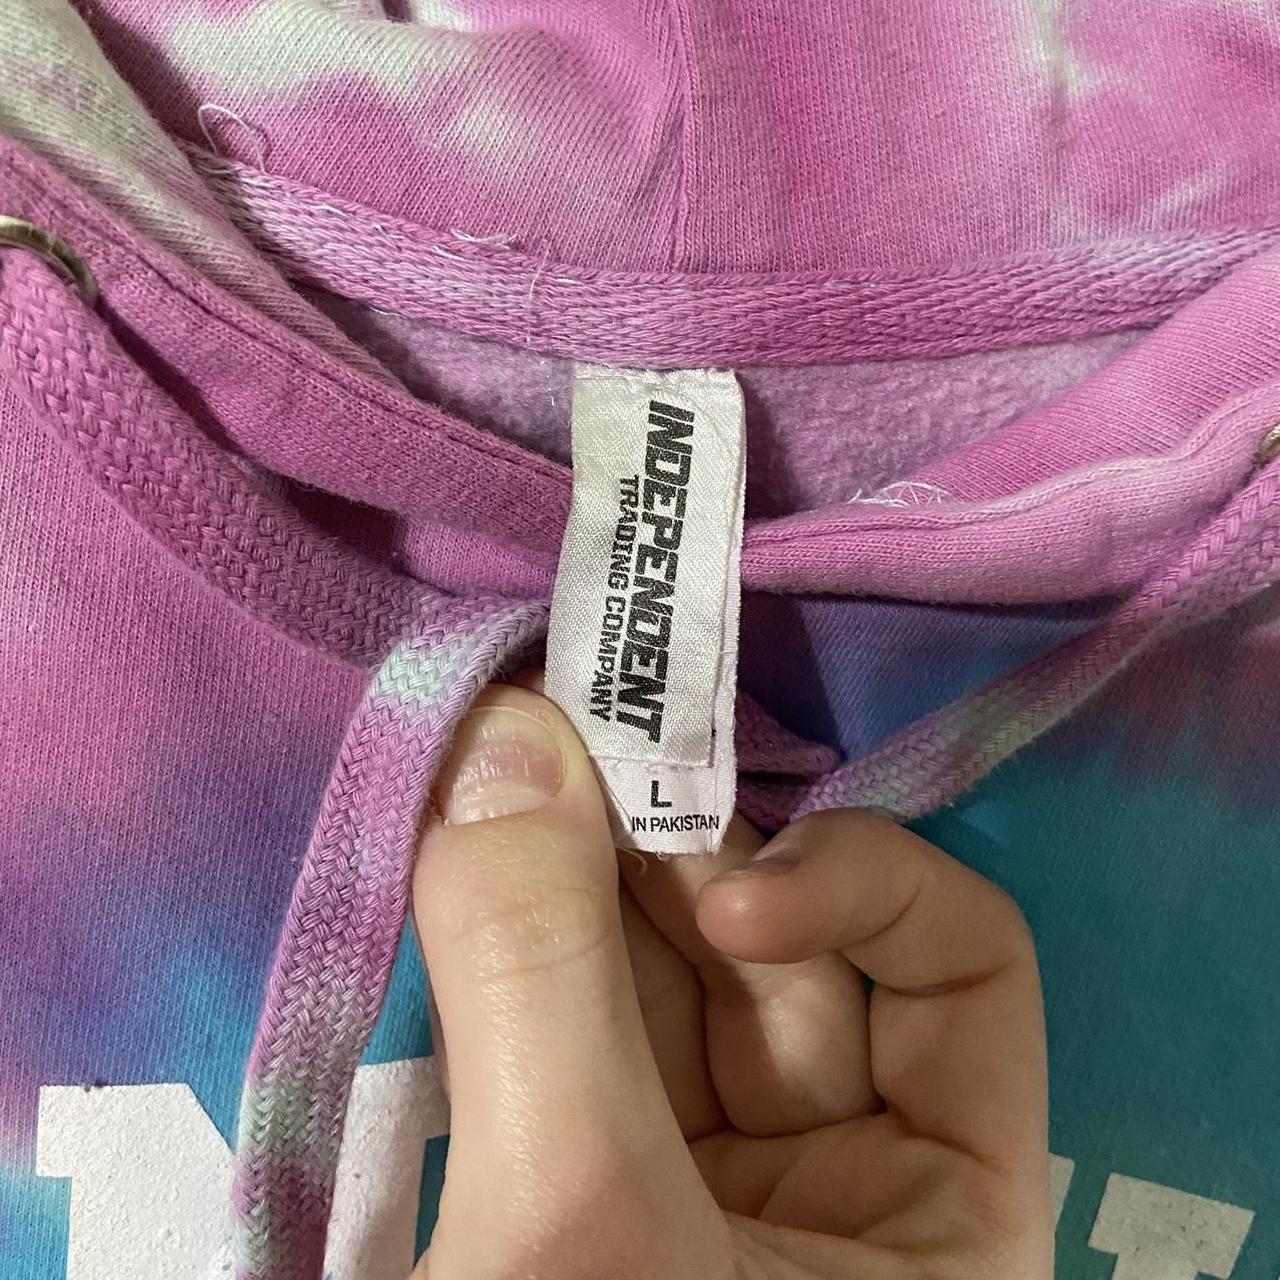 INDEPENDENT
TRADING COMPANY
L
IN PAKISTAN
N